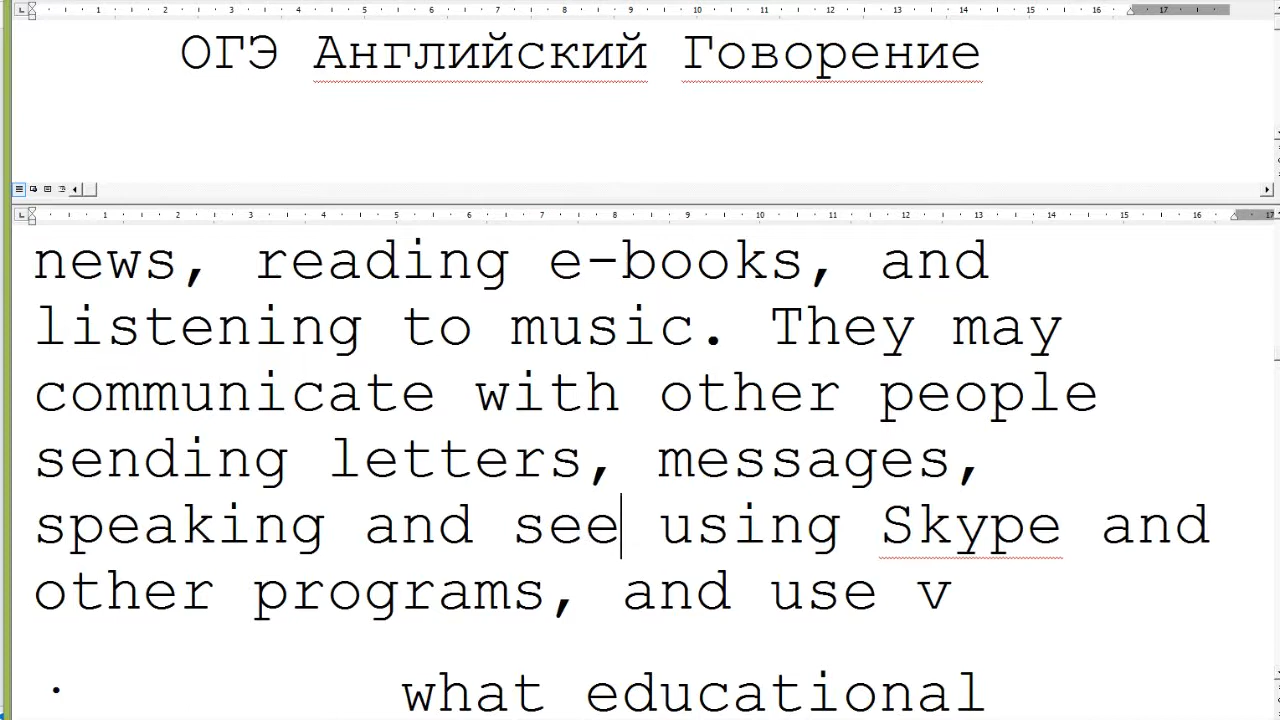 ОГЭ Английский Говорение
news, reading e-books, and
listening to music. They may
communicate with other people
sending letters, messages,
speaking and see using Skype and
other programs, and use v
· what educational